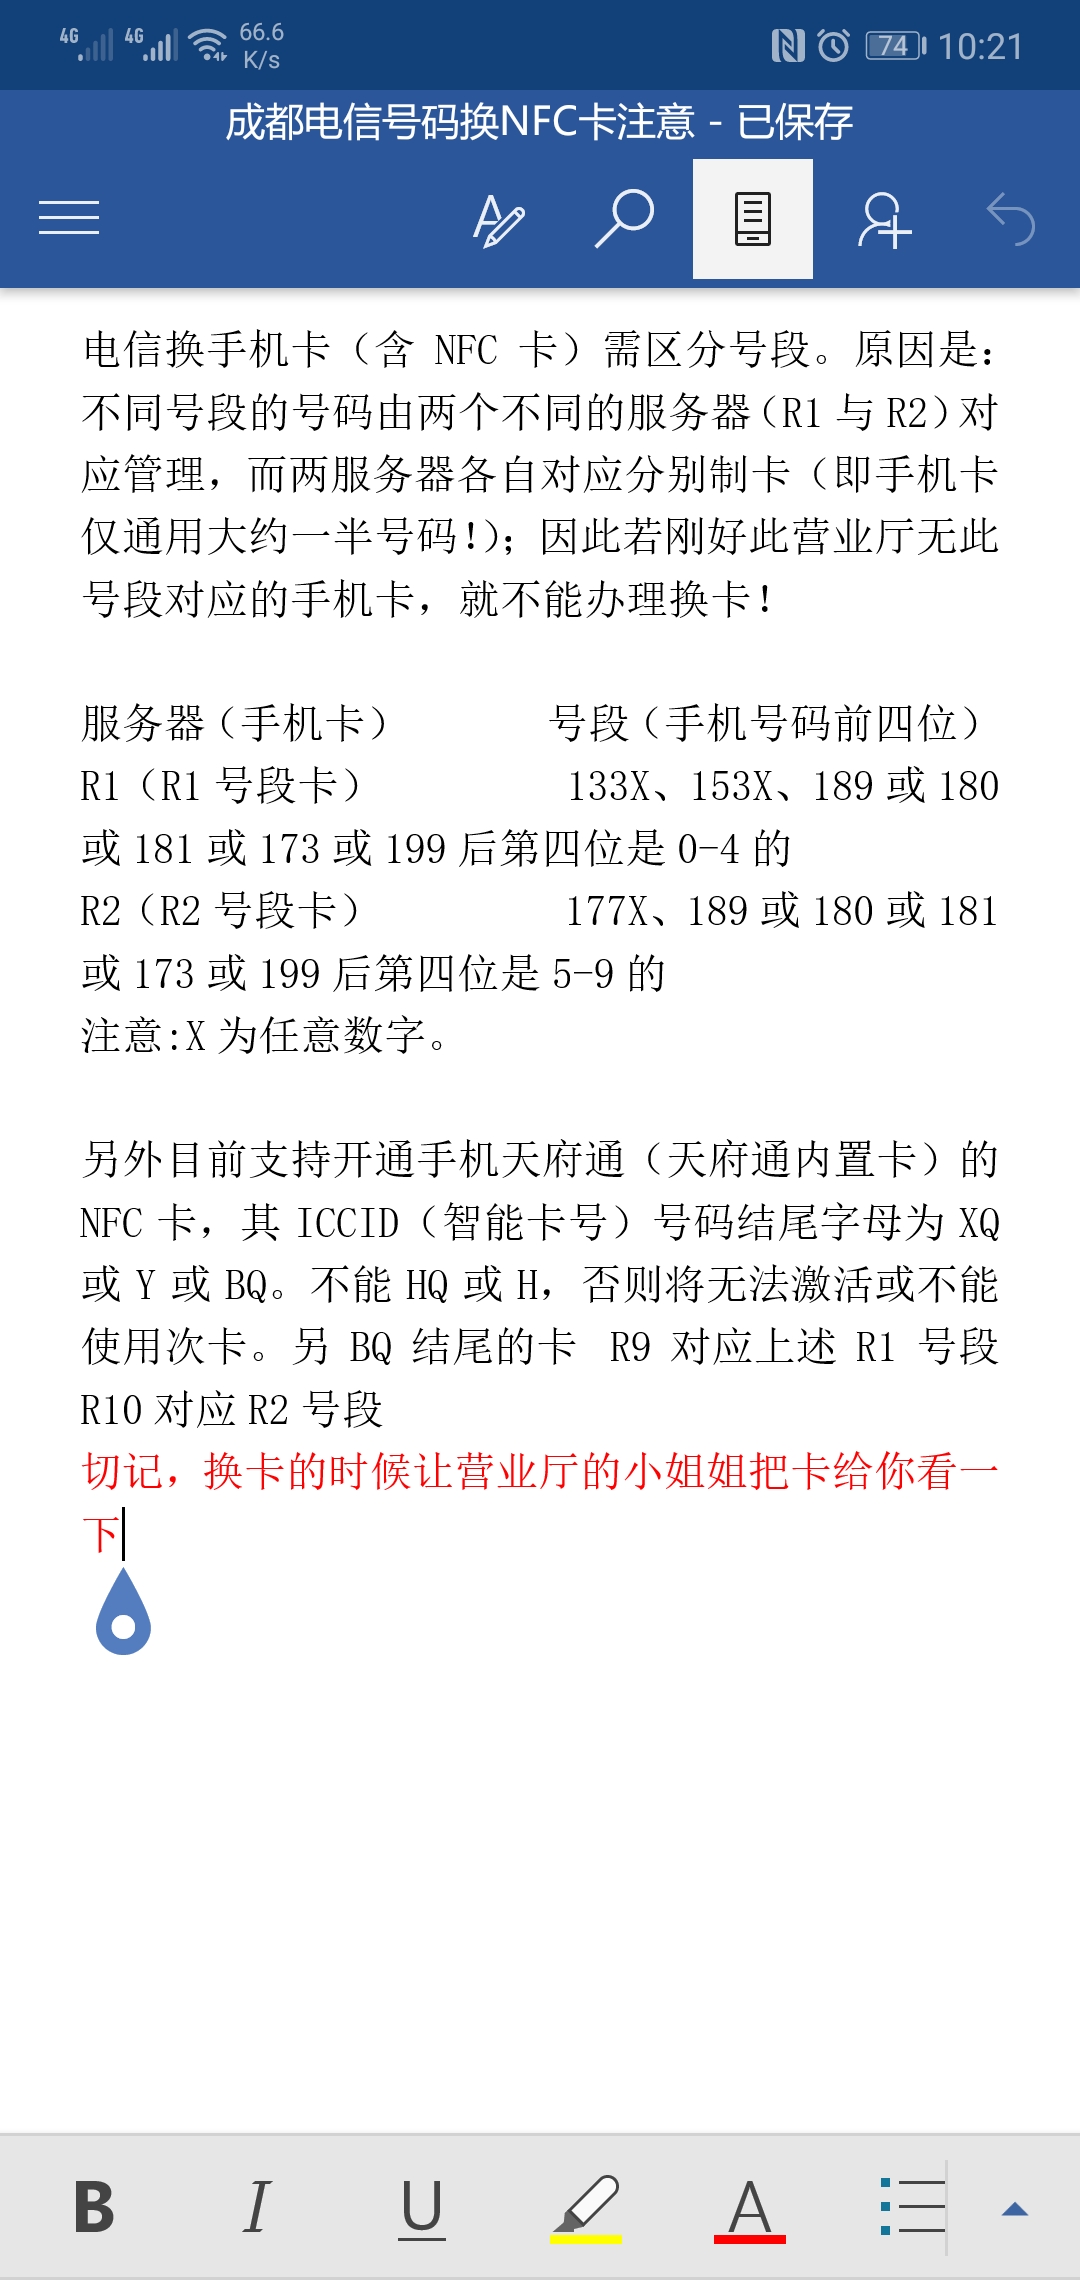 4G 4G 66.6 K/s 74 10:21
成都电信号码换NFC卡注意 - 已保存
电信换手机卡（含 NFC 卡）需区分号段。原因是：
不同号段的号码由两个不同的服务器（R1 与 R2）对
应管理，而两服务器各自对应分别制卡（即手机卡
仅通用大约一半号码！）；因此若刚好此营业厅无此
号段对应的手机卡，就不能办理换卡！
服务器（手机卡） 号段（手机号码前四位）
R1（R1 号段卡） 133X、153X、189 或 180
或 181 或 173 或 199 后第四位是 0-4 的
R2（R2 号段卡） 177X、189 或 180 或 181
或 173 或 199 后第四位是 5-9 的
注意:X 为任意数字。
另外目前支持开通手机天府通（天府通内置卡）的
NFC 卡，其 ICCID（智能卡号）号码结尾字母为 XQ
或 Y 或 BQ。不能 HQ 或 H，否则将无法激活或不能
使用次卡。另 BQ 结尾的卡 R9 对应上述 R1 号段
R10 对应 R2 号段
切记，换卡的时候让营业厅的小姐姐把卡给你看一
下
B I U A